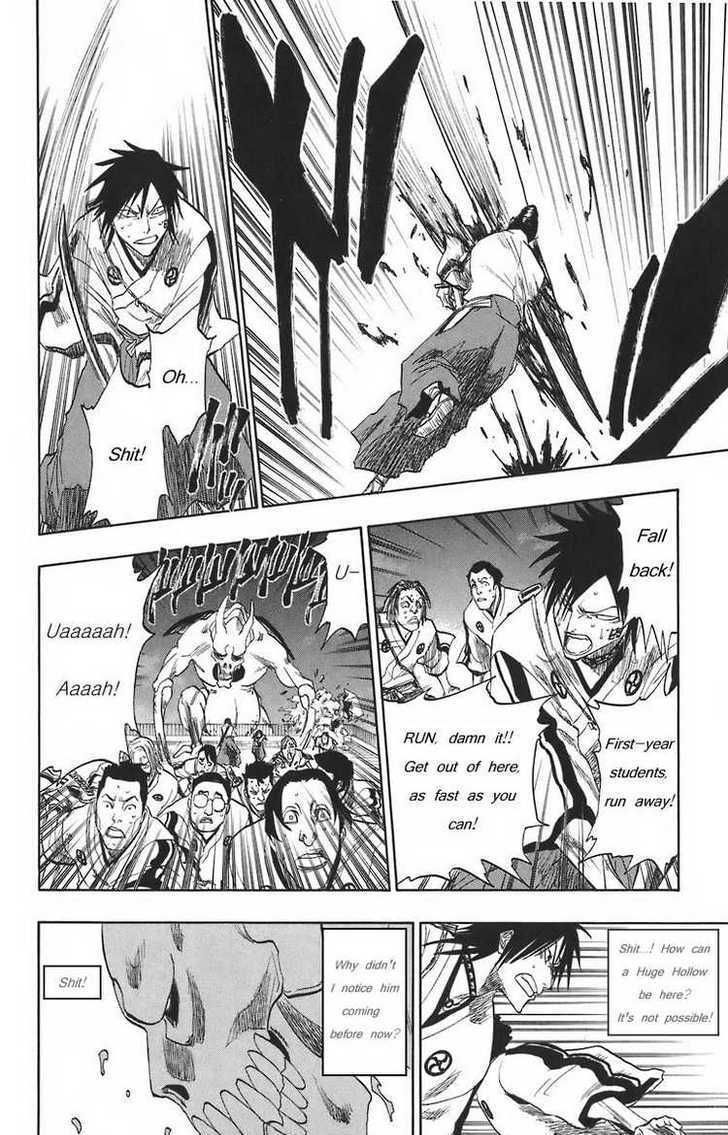 Oh...
Shit!
Fall
back!
First-year
students,
run away!
RUN, damn it!!
Get out of here,
as fast as you
can!
U-
Uaaaaah!
Aaaah!
Shit...! How can
a Huge Hollow
be here?
It's not possible!
Why didn't
I notice him
coming
before now?
Shit!